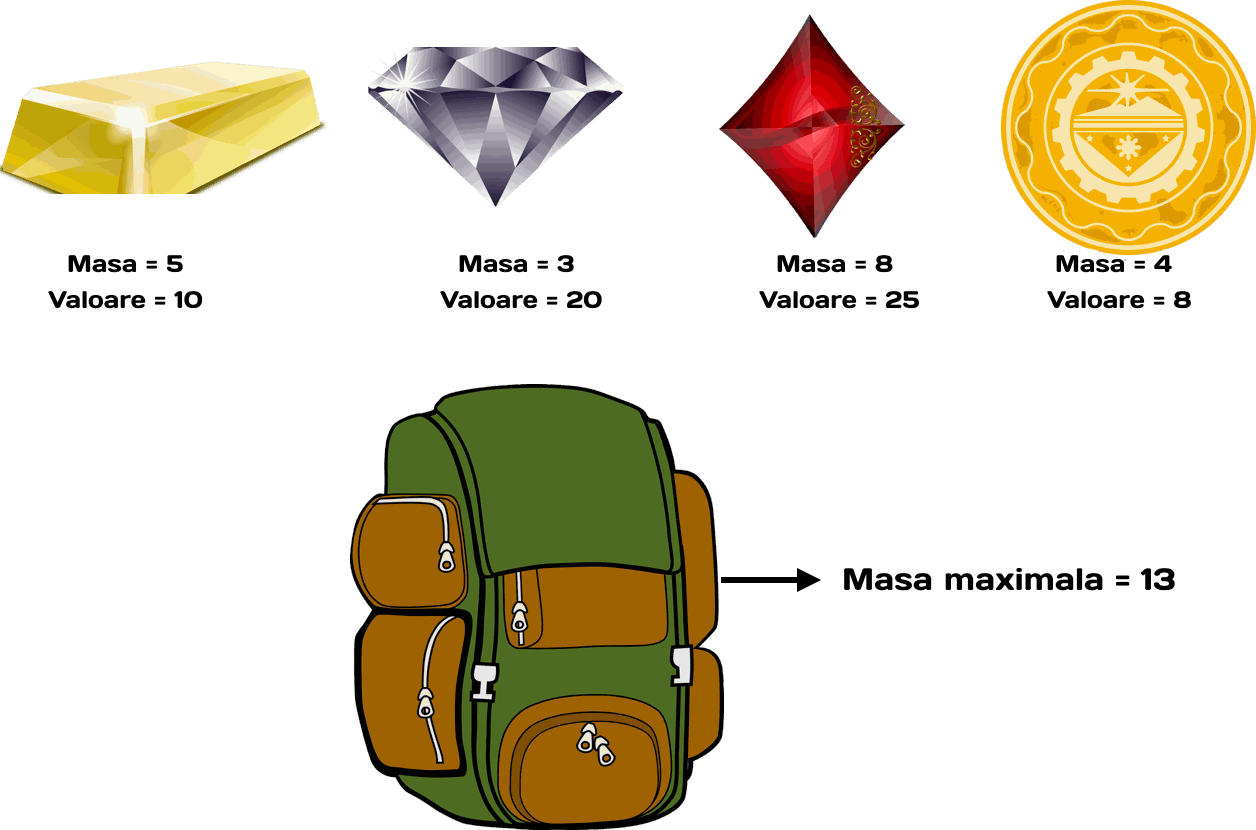 Masa = 5
Valoare = 10
Masa = 3
Valoare = 20
Masa = 8
Valoare = 25
Masa = 4
Valoare = 8
Masa maximala = 13